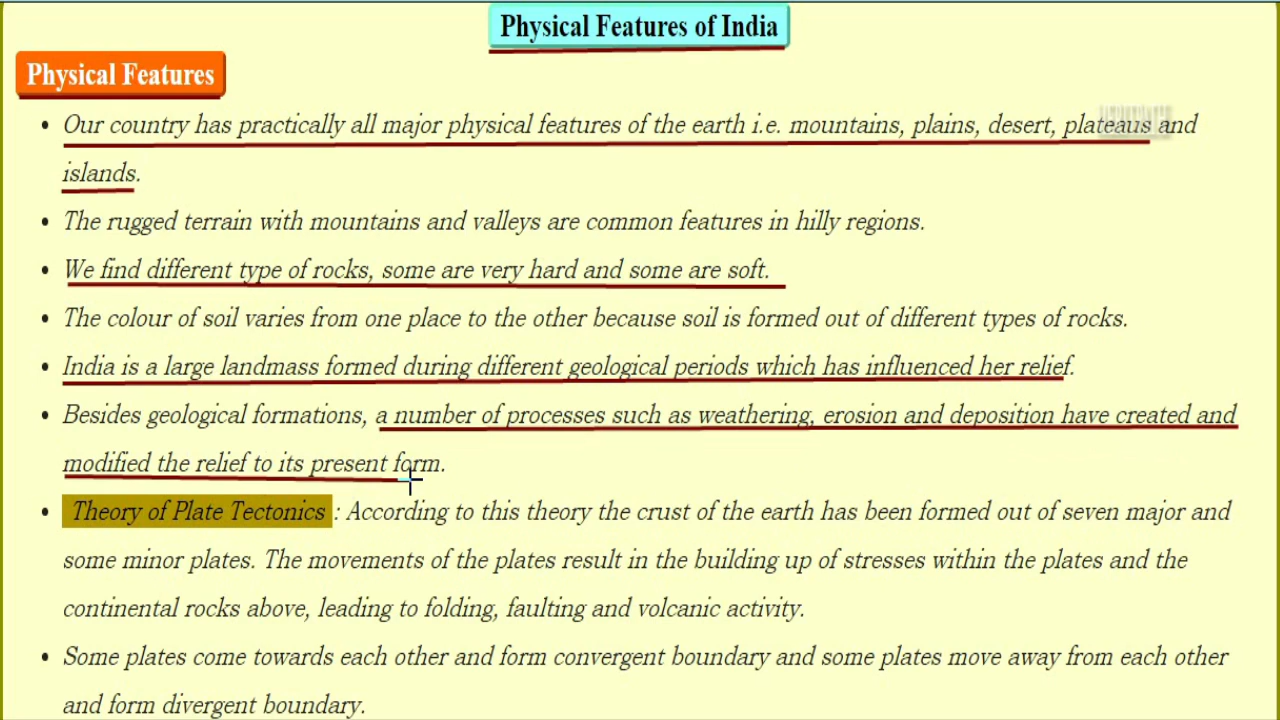 Physical Features of India
Physical Features
• Our country has practically all major physical features of the earth i.e. mountains, plains, desert, plateaus and
islands.
• The rugged terrain with mountains and valleys are common features in hilly regions.
• We find different type of rocks, some are very hard and some are soft.
• The colour of soil varies from one place to the other because soil is formed out of different types of rocks.
• India is a large landmass formed during different geological periods which has influenced her relief.
• Besides geological formations, a number of processes such as weathering, erosion and deposition have created and
modified the relief to its present form.
• Theory of Plate Tectonics : According to this theory the crust of the earth has been formed out of seven major and
some minor plates. The movements of the plates result in the building up of stresses within the plates and the
continental rocks above, leading to folding, faulting and volcanic activity.
• Some plates come towards each other and form convergent boundary and some plates move away from each other
and form divergent boundary.